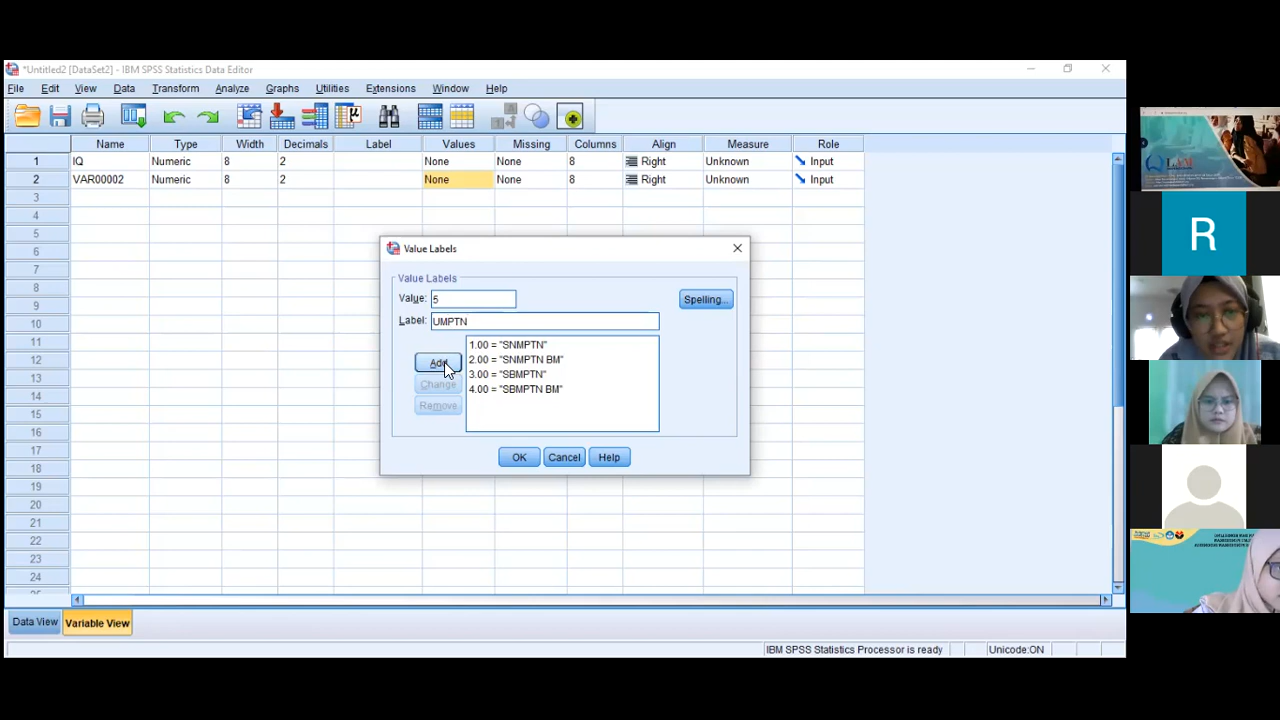 *Untitled2 [DataSet2] - IBM SPSS Statistics Data Editor
File Edit View Data Transform Analyze Graphs Utilities Extensions Window Help
Name Type Width Decimals Label Values Missing Columns Align Measure Role
1 IQ Numeric 8 2 None None 8 Right Unknown Input
2 VAR00002 Numeric 8 2 None None 8 Right Unknown Input
3
4
5
6
7
8
9
10
11
12
13
14
15
16
17
18
19
20
21
22
23
24
Value Labels
Value Labels
Value: 5
Spelling...
Label: UMPTN
Add
Change
Remove
1.00 = "SNMPTN"
2.00 = "SNMPTN BM"
3.00 = "SBMPTN"
4.00 = "SBMPTN BM"
OK Cancel Help
Data View Variable View
IBM SPSS Statistics Processor is ready Unicode:ON
R